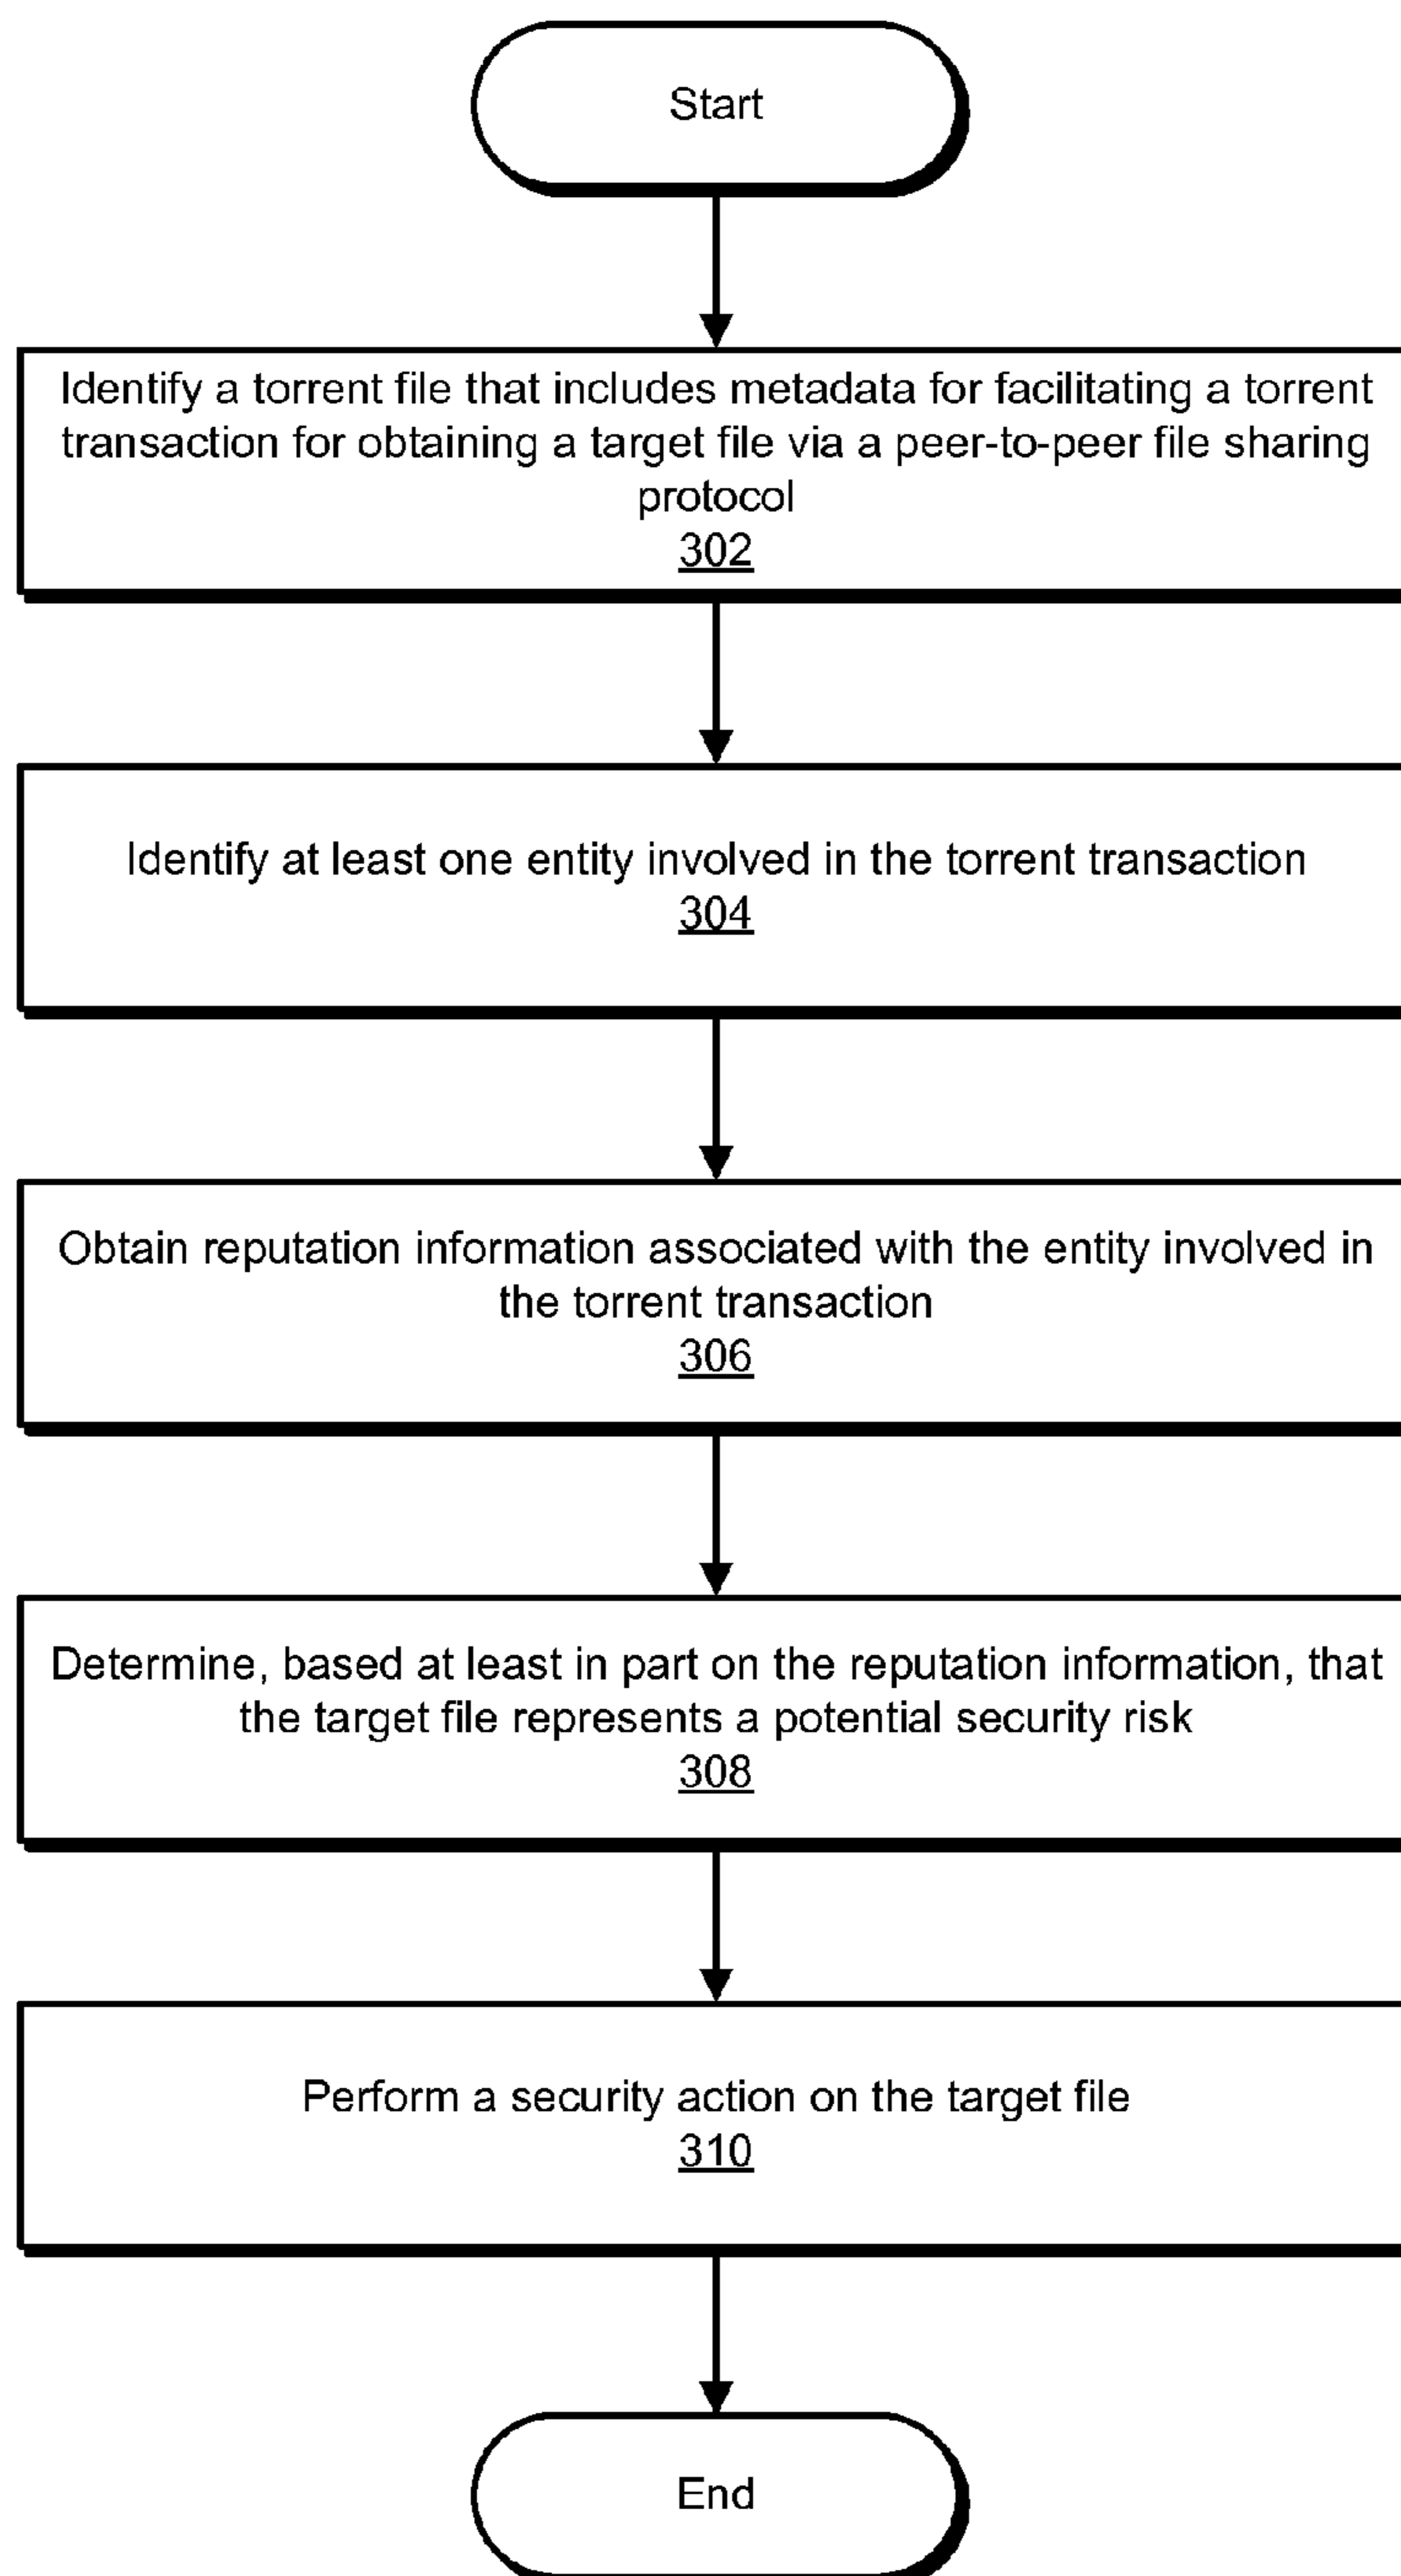 Start
Identify a torrent file that includes metadata for facilitating a torrent
transaction for obtaining a target file via a peer-to-peer file sharing
protocol
302
Identify at least one entity involved in the torrent transaction
304
Obtain reputation information associated with the entity involved in
the torrent transaction
306
Determine, based at least in part on the reputation information, that
the target file represents a potential security risk
308
Perform a security action on the target file
310
End